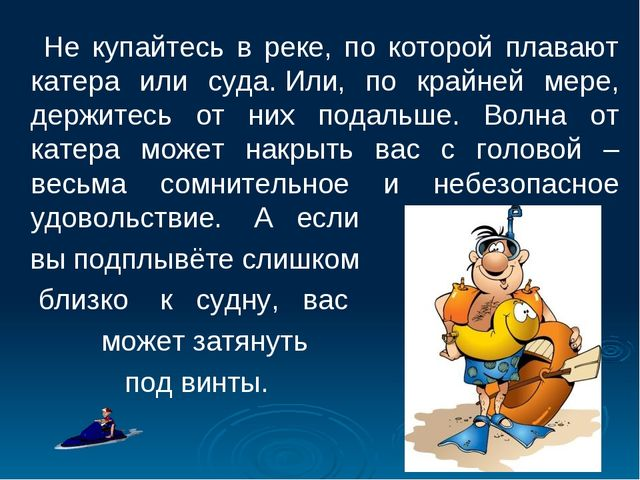 Не купайтесь в реке, по которой плавают
катера или суда. Или, по крайней мере,
держитесь от них подальше. Волна от
катера может накрыть вас с головой –
весьма сомнительное и небезопасное
удовольствие. А если
вы подплывёте слишком
близко к судну, вас
может затянуть
под винты.